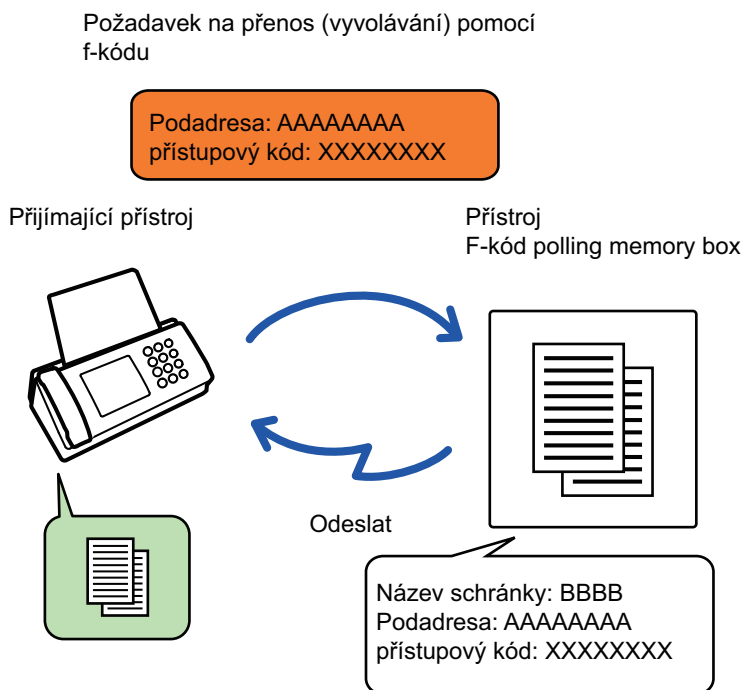 Požadavek na přenos (vyvolávání) pomocí
f-kódu
Podadresa: AAAAAAAA
přístupový kód: XXXXXXXX
Přijímající přístroj
Přístroj
F-kód polling memory box
Odeslat
Název schránky: BBBB
Podadresa: AAAAAAAA
přístupový kód: XXXXXXXX